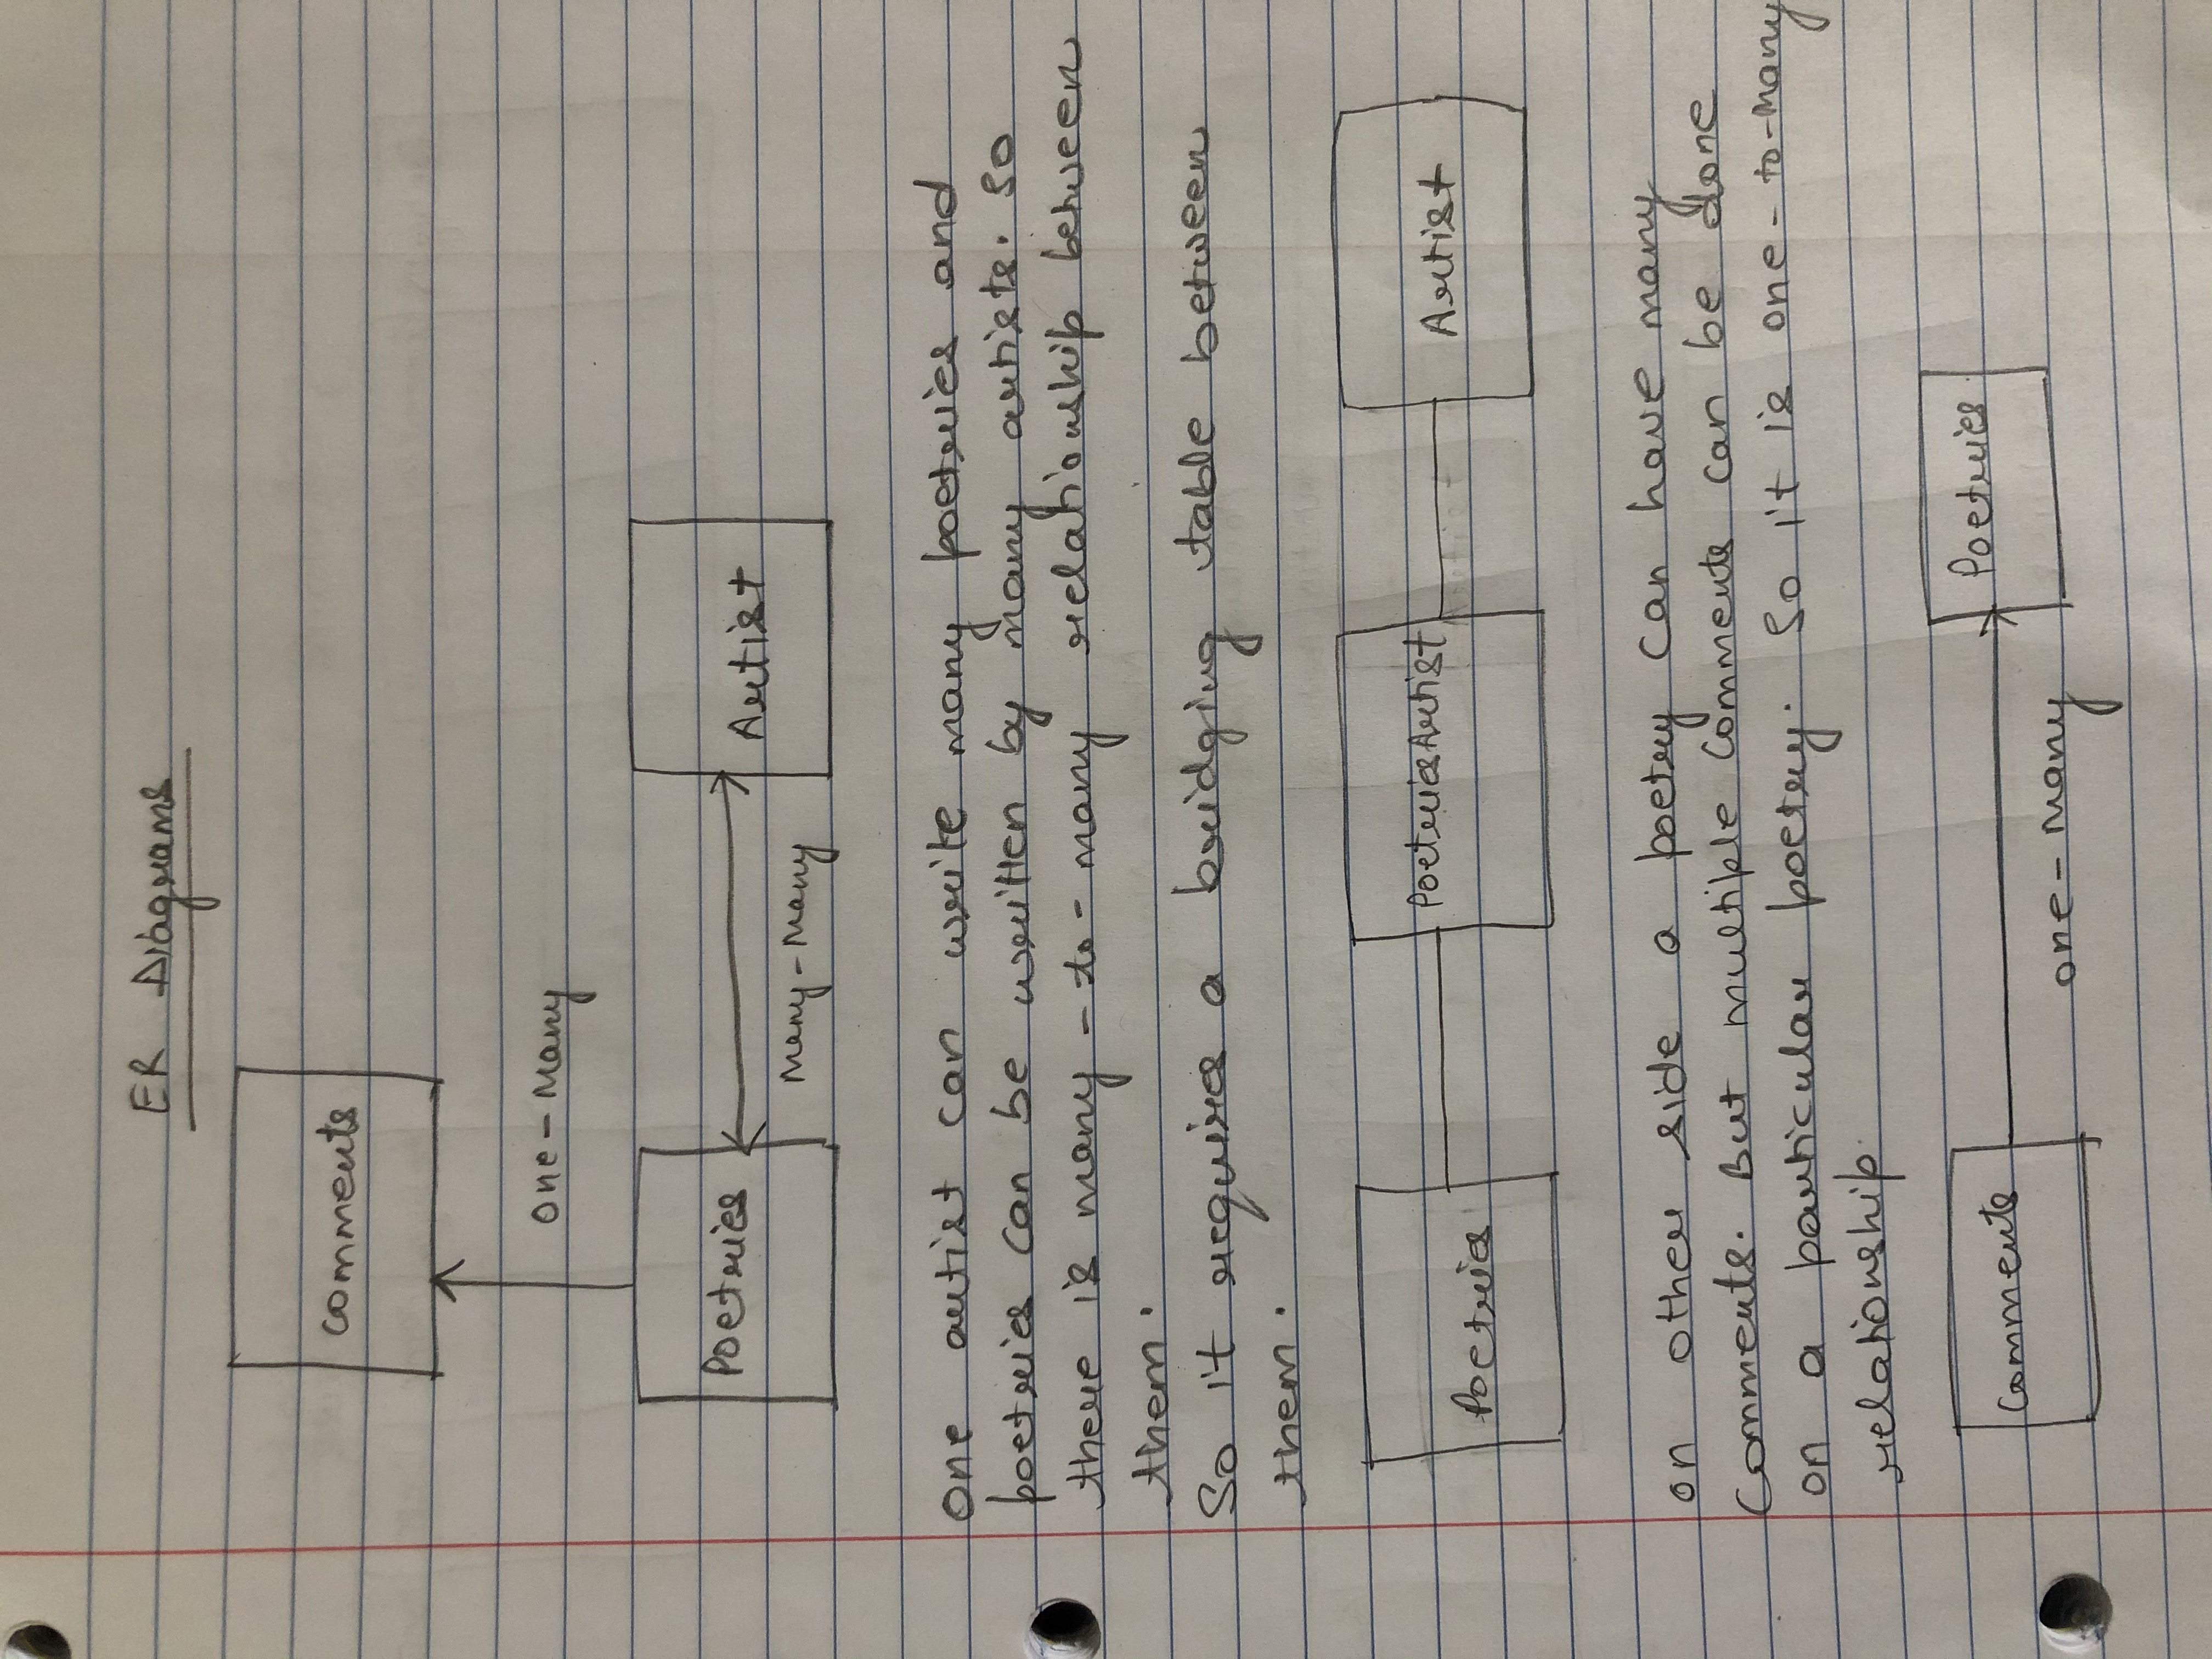 ER Diagrams
Comments
One-Many
Poetries
Artist
Many-Many
One artist can write many poetries and
poetries can be written by many artists. So
there is many-to-many relationship between
them.
So it requires a bridging table between
them.
Poetries
PoetriesArtist
Artist
on other side a poetry can have many
Comments. But multiple Comments can be done
on a particular poetry. So it is one-to-Many
relationship.
Comments
Poetries
one-Many